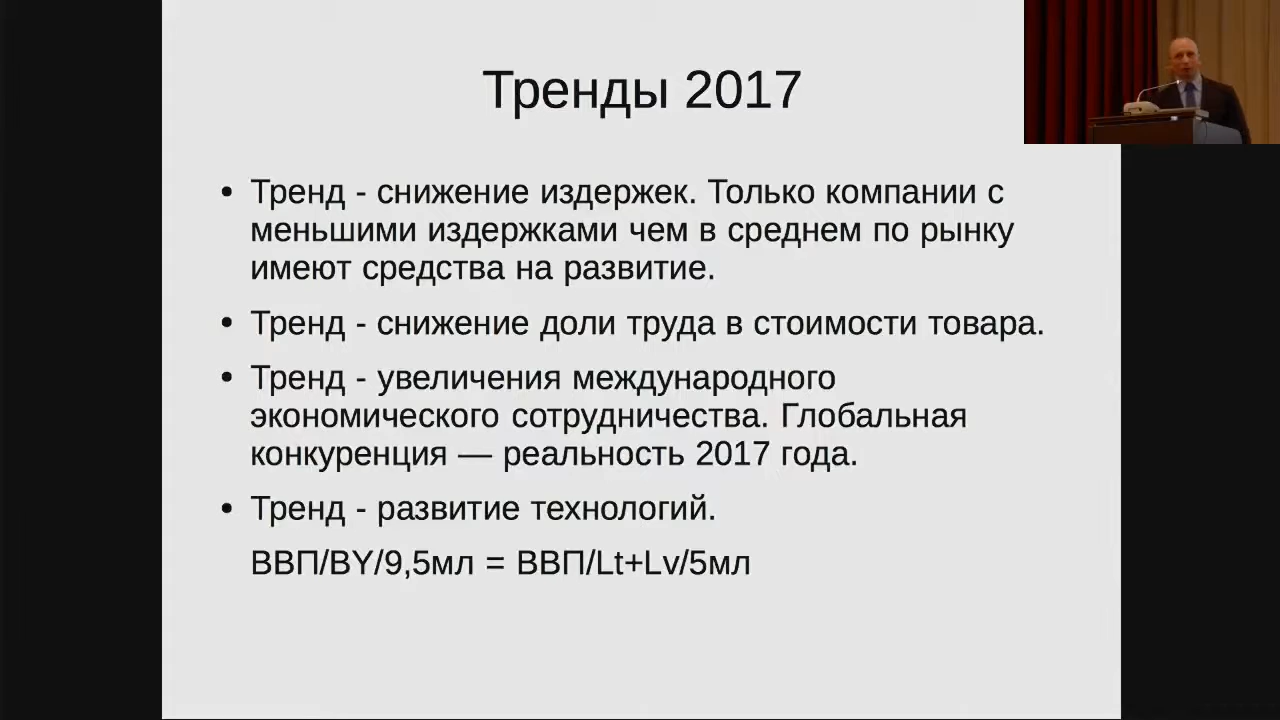 Тренды 2017
• Тренд - снижение издержек. Только компании с
меньшими издержками чем в среднем по рынку
имеют средства на развитие.
• Тренд - снижение доли труда в стоимости товара.
• Тренд - увеличения международного
экономического сотрудничества. Глобальная
конкуренция — реальность 2017 года.
• Тренд - развитие технологий.
ВВП/BY/9,5мл = ВВП/Lt+Lv/5мл